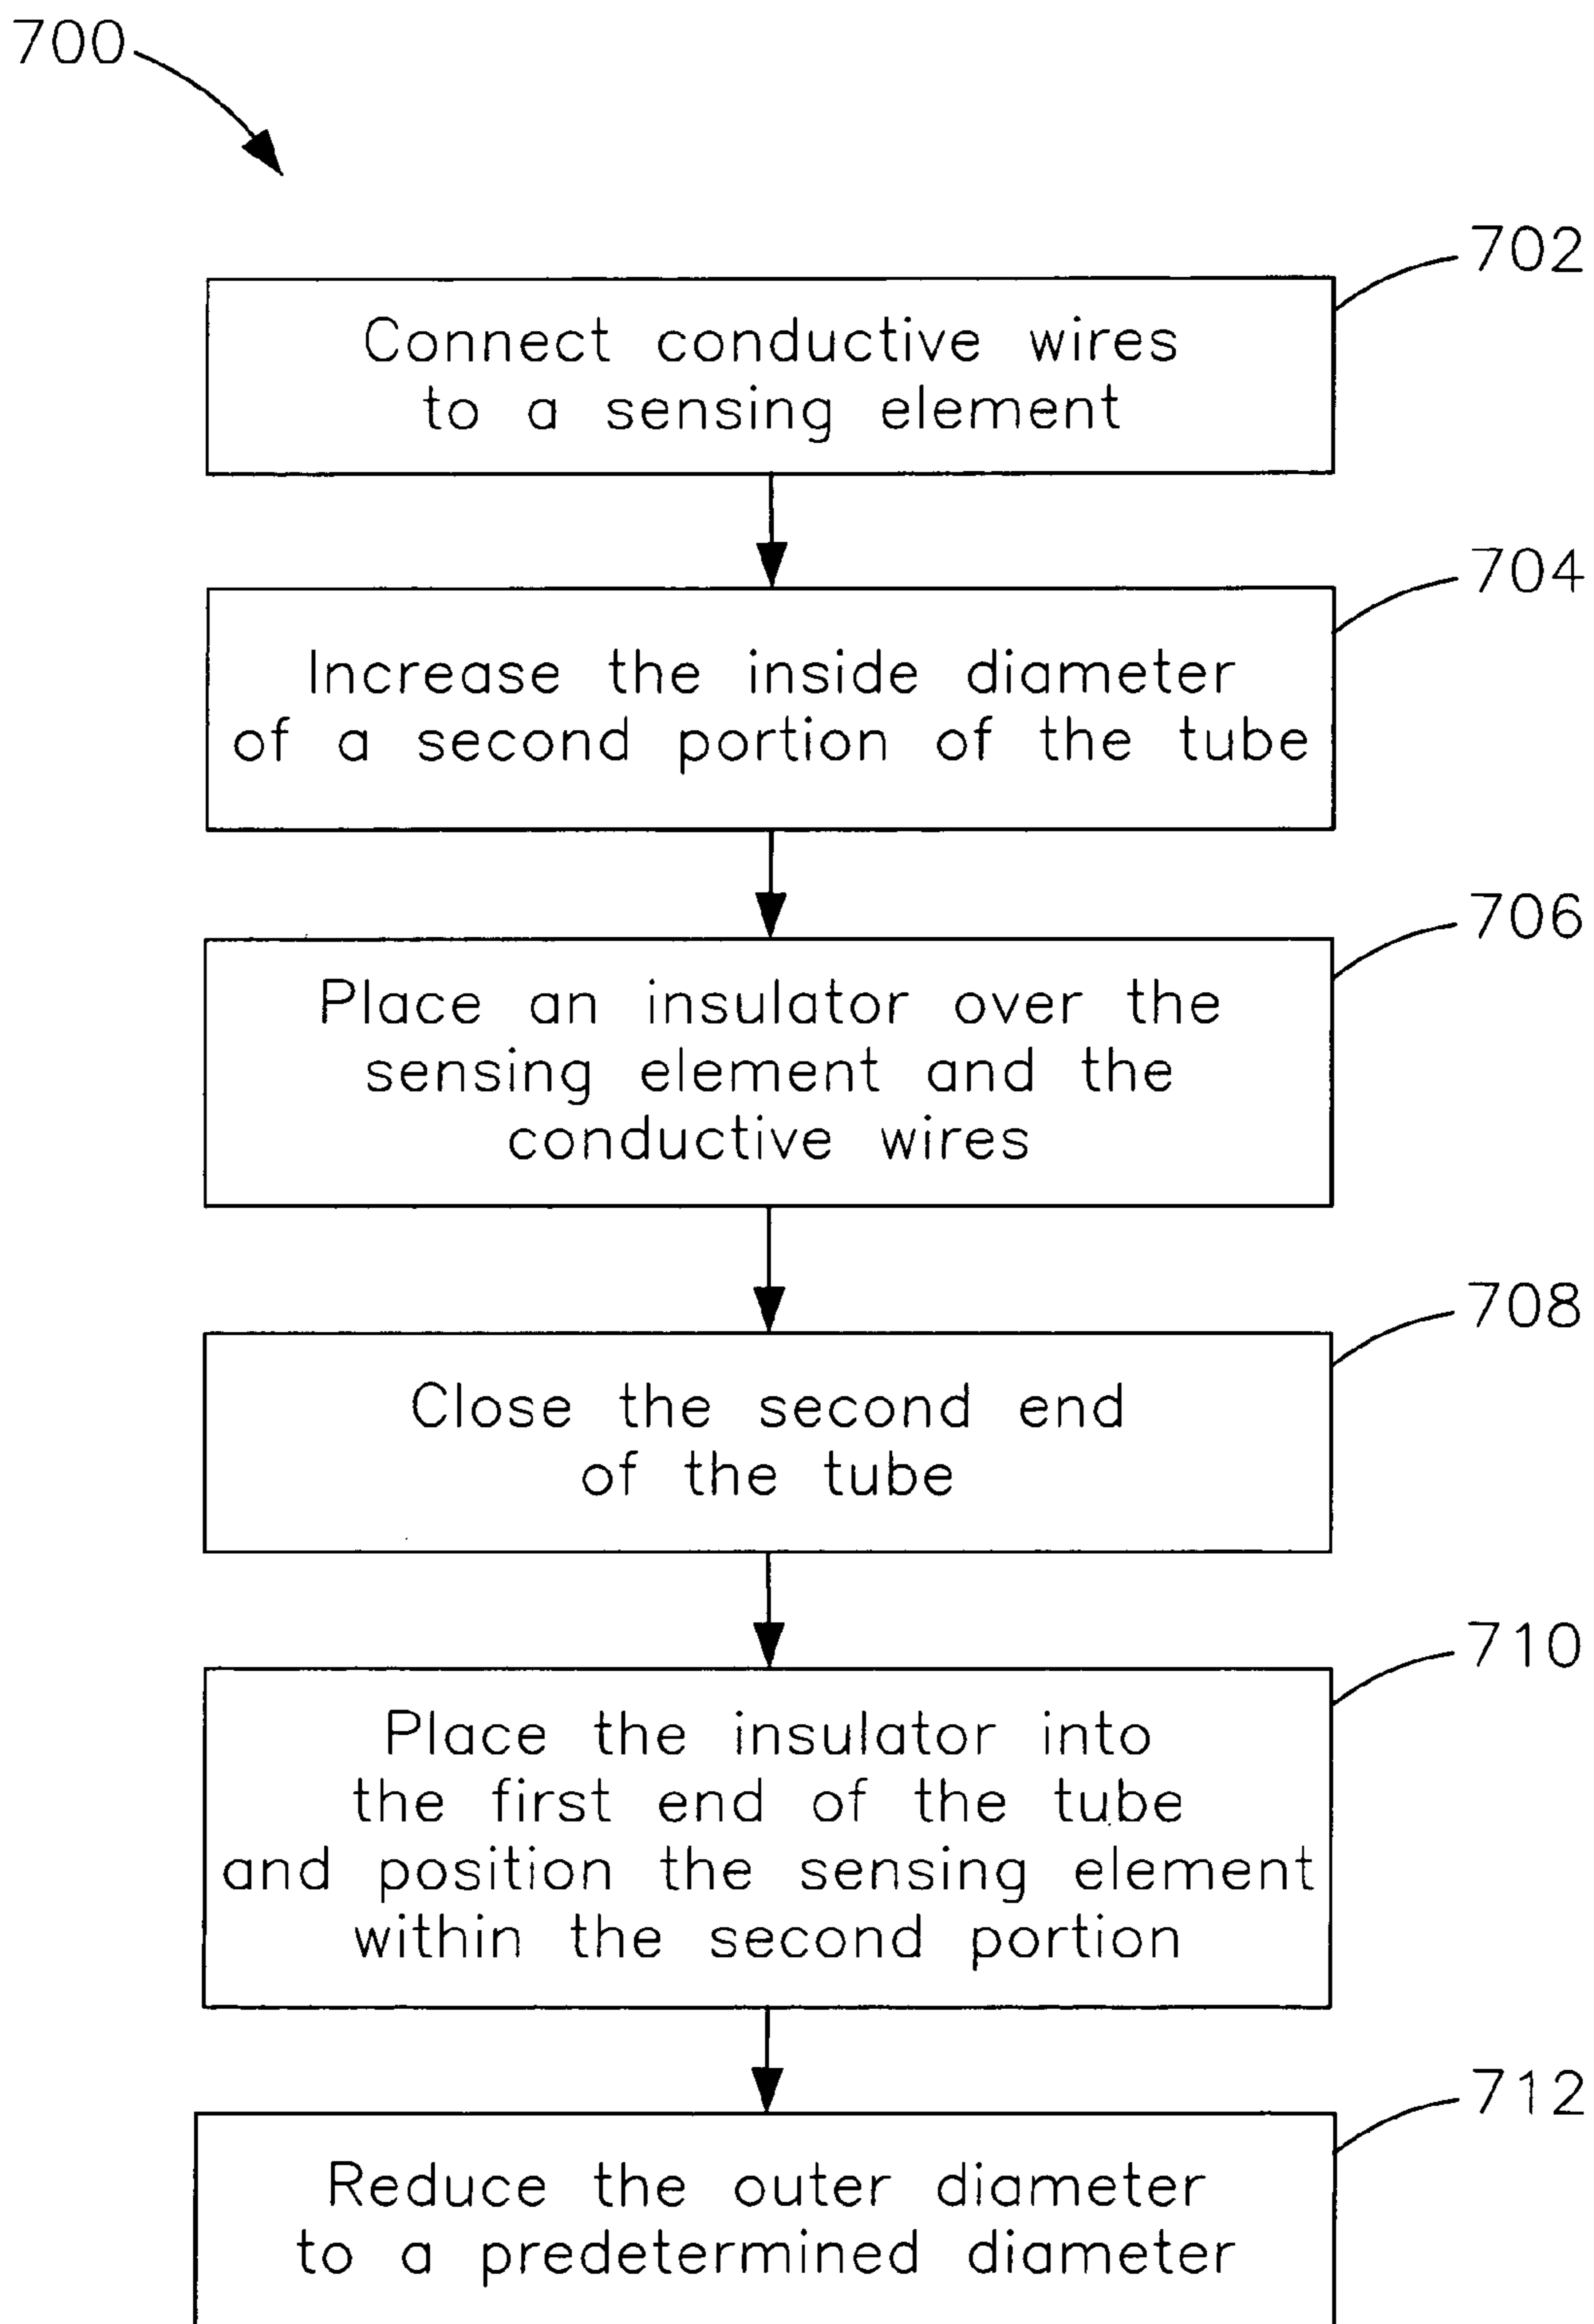 700
702
Connect conductive wires
to a sensing element
704
Increase the inside diameter
of a second portion of the tube
706
Place an insulator over the
sensing element and the
conductive wires
708
Close the second end
of the tube
710
Place the insulator into
the first end of the tube
and position the sensing element
within the second portion
712
Reduce the outer diameter
to a predetermined diameter